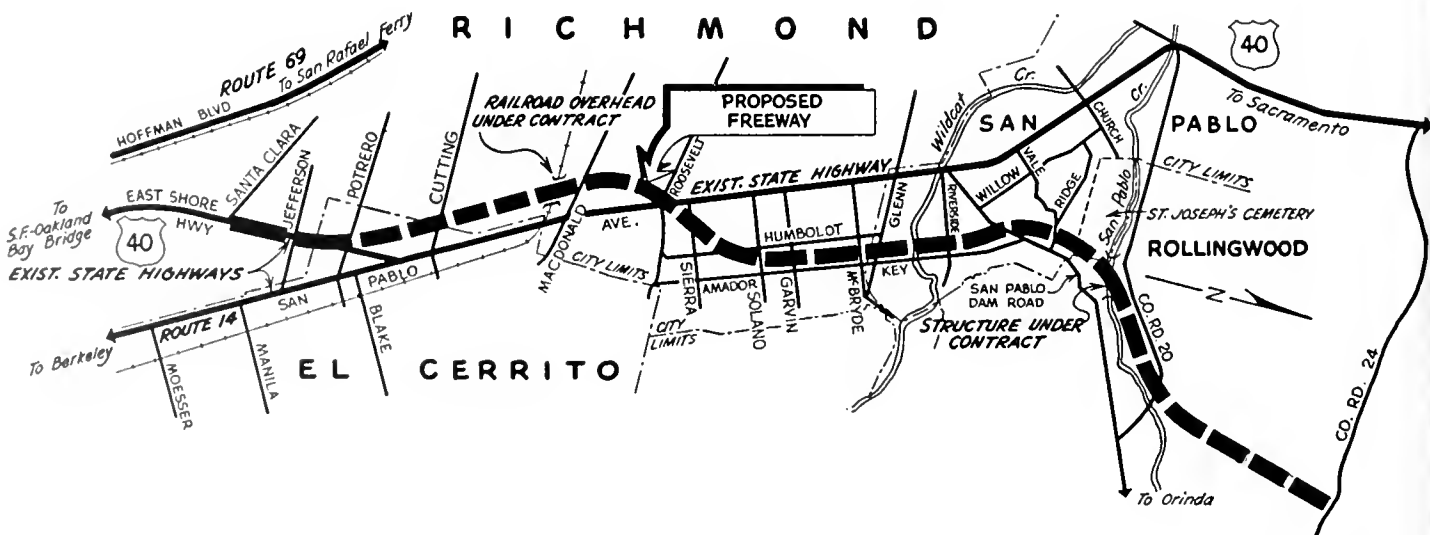 RICHMOND
ROUTE 69
To San Rafael Ferry
HOFFMAN BLVD
SANTA CLARA
JEFFERSON
POTRERO
CUTTING
RAILROAD OVERHEAD
UNDER CONTRACT
PROPOSED
FREEWAY
ROOSEVELT
EXIST. STATE HIGHWAY
Wildcat Cr.
SAN PABLO
CHURCH
Cr.
40
To Sacramento
CITY LIMITS
ST. JOSEPH'S CEMETERY
ROLLINGWOOD
San Pablo
VALE
WILLOW
RIDGE
GLENN
RIVERSIDE
EAST SHORE
HWY
To
S.F.-Oakland
Bay Bridge
40
EXIST. STATE HIGHWAYS
SAN PABLO AVE.
MACDONALD
CITY LIMITS
HUMBOLOT
KEY
SIERRA
AMADOR
SOLANO
GARVIN
McBRYDE
CITY
LIMITS
SAN PABLO
DAM ROAD
STRUCTURE UNDER
CONTRACT
N
CO. RD. 20
CO. RD. 24
ROUTE 14
To Berkeley
MOESSER
MANILA
BLAKE
EL CERRITO
To Orinda